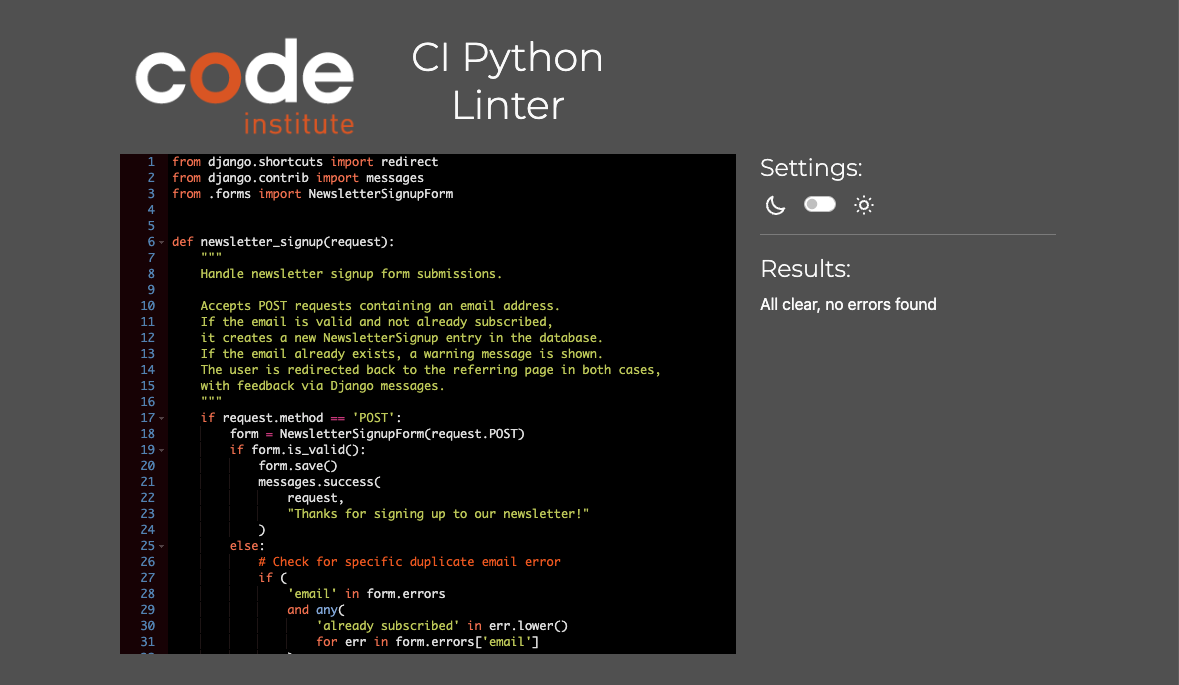 code
institute
CI Python
Linter
1 from django.shortcuts import redirect
2 from django.contrib import messages
3 from .forms import NewsletterSignupForm
4
5
6 def newsletter_signup(request):
7     """
8     Handle newsletter signup form submissions.
9
10     Accepts POST requests containing an email address.
11     If the email is valid and not already subscribed,
12     it creates a new NewsletterSignup entry in the database.
13     If the email already exists, a warning message is shown.
14     The user is redirected back to the referring page in both cases,
15     with feedback via Django messages.
16     """
17     if request.method == 'POST':
18         form = NewsletterSignupForm(request.POST)
19         if form.is_valid():
20             form.save()
21             messages.success(
22                 request,
23                 "Thanks for signing up to our newsletter!"
24             )
25         else:
26             # Check for specific duplicate email error
27             if (
28                 'email' in form.errors
29                 and any(
30                     'already subscribed' in err.lower()
31                     for err in form.errors['email']
Settings:
Results:
All clear, no errors found